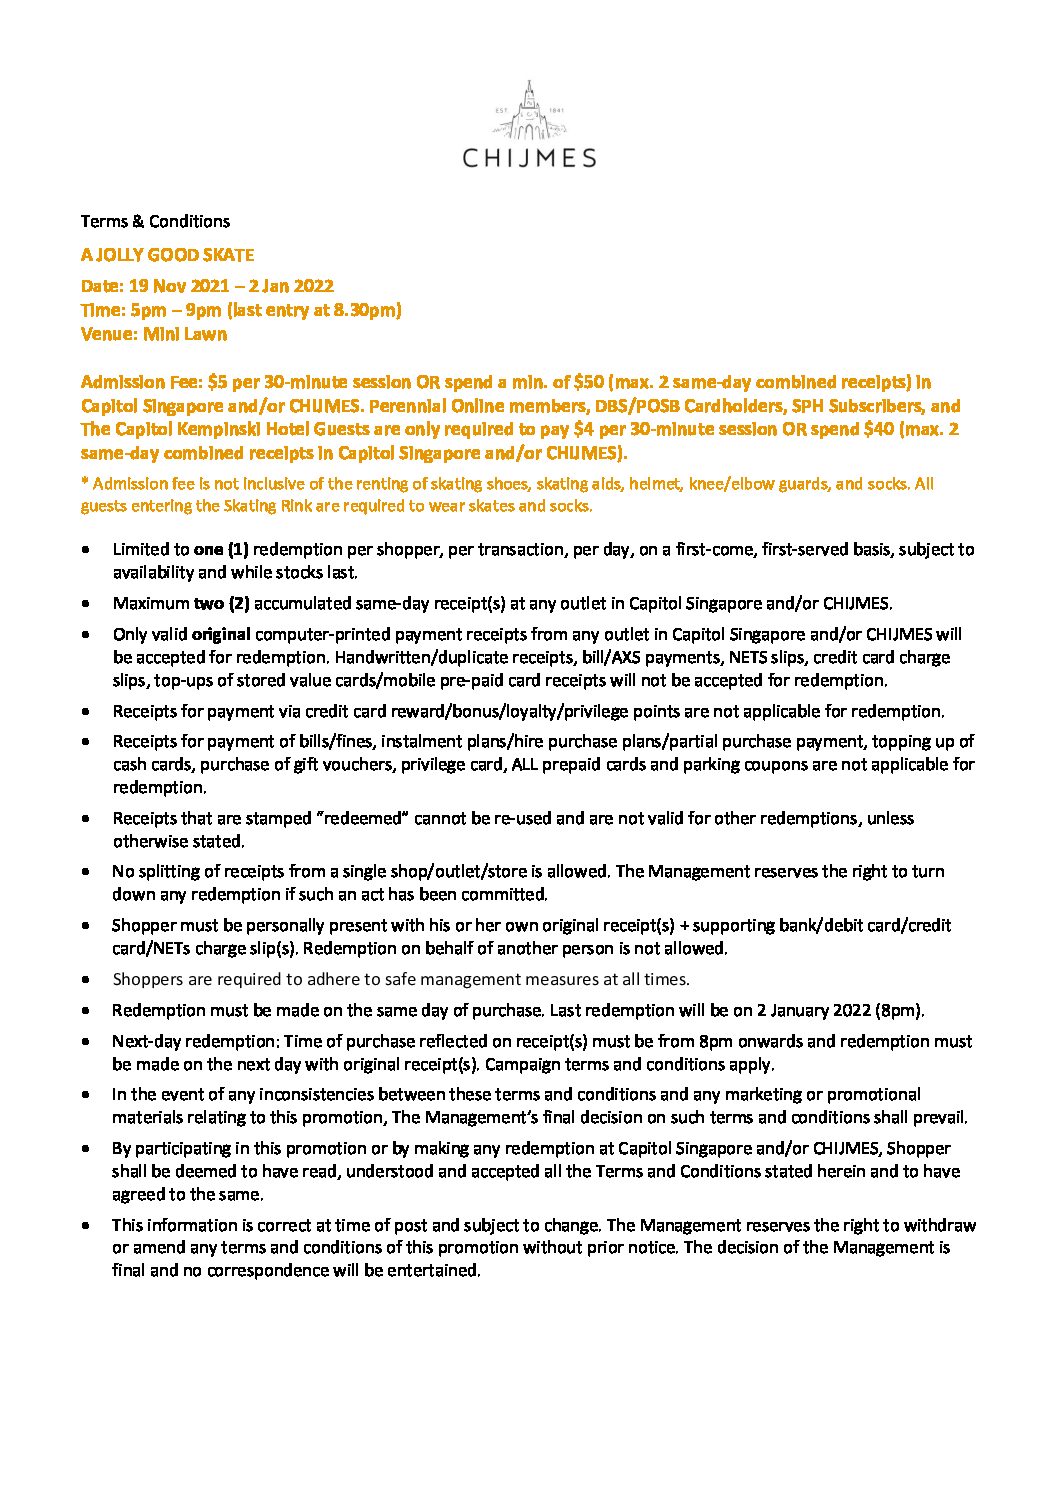 EST 1841
CHIJMES
Terms & Conditions
A JOLLY GOOD SKATE
Date: 19 Nov 2021 – 2 Jan 2022
Time: 5pm – 9pm (last entry at 8.30pm)
Venue: Mini Lawn
Admission Fee: $5 per 30-minute session OR spend a min. of $50 (max. 2 same-day combined receipts) in
Capitol Singapore and/or CHIJMES. Perennial Online members, DBS/POSB Cardholders, SPH Subscribers, and
The Capitol Kempinski Hotel Guests are only required to pay $4 per 30-minute session OR spend $40 (max. 2
same-day combined receipts in Capitol Singapore and/or CHIJMES).
* Admission fee is not inclusive of the renting of skating shoes, skating aids, helmet, knee/elbow guards, and socks. All
guests entering the Skating Rink are required to wear skates and socks.
• Limited to one (1) redemption per shopper, per transaction, per day, on a first-come, first-served basis, subject to
availability and while stocks last.
• Maximum two (2) accumulated same-day receipt(s) at any outlet in Capitol Singapore and/or CHIJMES.
• Only valid original computer-printed payment receipts from any outlet in Capitol Singapore and/or CHIJMES will
be accepted for redemption. Handwritten/duplicate receipts, bill/AXS payments, NETS slips, credit card charge
slips, top-ups of stored value cards/mobile pre-paid card receipts will not be accepted for redemption.
• Receipts for payment via credit card reward/bonus/loyalty/privilege points are not applicable for redemption.
• Receipts for payment of bills/fines, instalment plans/hire purchase plans/partial purchase payment, topping up of
cash cards, purchase of gift vouchers, privilege card, ALL prepaid cards and parking coupons are not applicable for
redemption.
• Receipts that are stamped "redeemed" cannot be re-used and are not valid for other redemptions, unless
otherwise stated.
• No splitting of receipts from a single shop/outlet/store is allowed. The Management reserves the right to turn
down any redemption if such an act has been committed.
• Shopper must be personally present with his or her own original receipt(s) + supporting bank/debit card/credit
card/NETs charge slip(s). Redemption on behalf of another person is not allowed.
• Shoppers are required to adhere to safe management measures at all times.
• Redemption must be made on the same day of purchase. Last redemption will be on 2 January 2022 (8pm).
• Next-day redemption: Time of purchase reflected on receipt(s) must be from 8pm onwards and redemption must
be made on the next day with original receipt(s). Campaign terms and conditions apply.
• In the event of any inconsistencies between these terms and conditions and any marketing or promotional
materials relating to this promotion, The Management's final decision on such terms and conditions shall prevail.
• By participating in this promotion or by making any redemption at Capitol Singapore and/or CHIJMES, Shopper
shall be deemed to have read, understood and accepted all the Terms and Conditions stated herein and to have
agreed to the same.
• This information is correct at time of post and subject to change. The Management reserves the right to withdraw
or amend any terms and conditions of this promotion without prior notice. The decision of the Management is
final and no correspondence will be entertained.